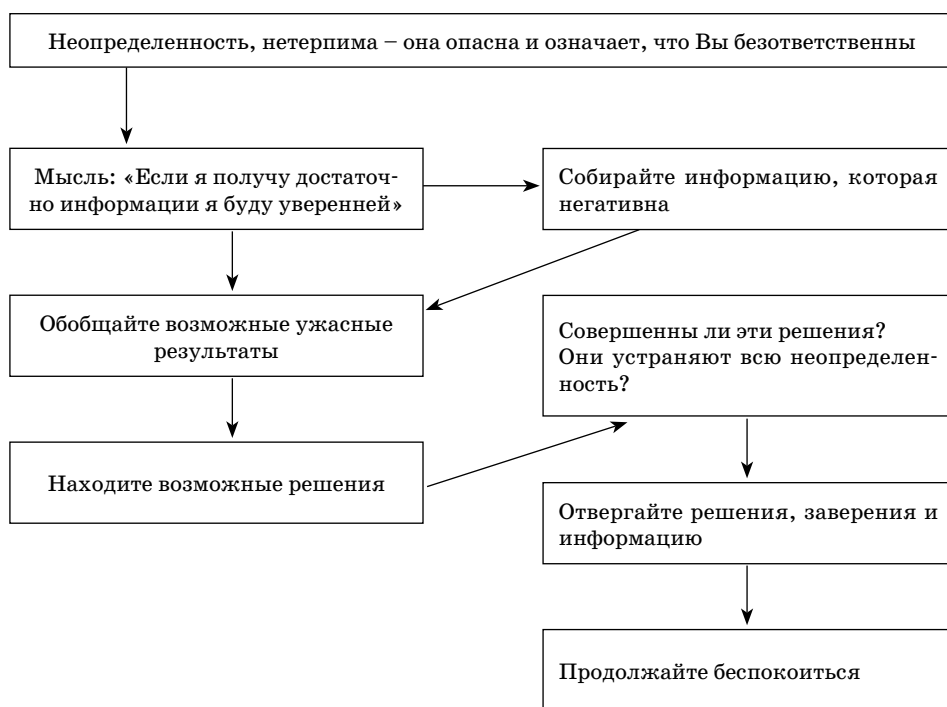 Неопределенность, нетерпима – она опасна и означает, что Вы безответственны
Мысль: «Если я получу достаточ-
но информации я буду уверенней»
Собирайте информацию, которая
негативна
Обобщайте возможные ужасные
результаты
Находите возможные решения
Совершенны ли эти решения?
Они устраняют всю неопределен-
ность?
Отвергайте решения, заверения и
информацию
Продолжайте беспокоиться